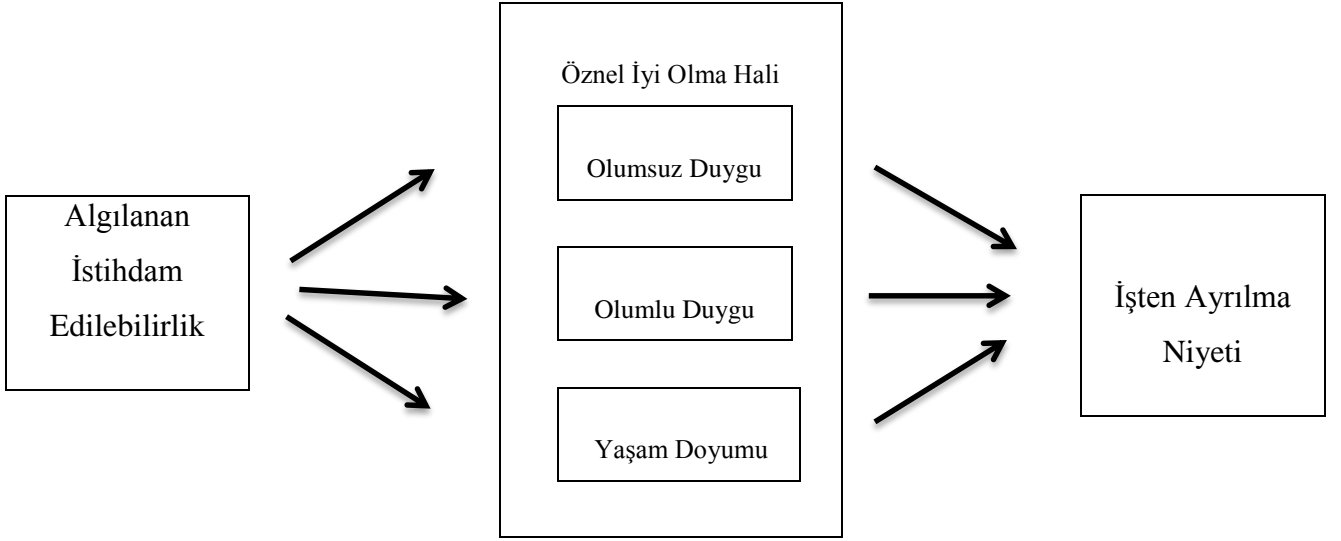 Algılanan
İstihdam
Edilebilirlik
Öznel İyi Olma Hali
Olumsuz Duygu
Olumlu Duygu
Yaşam Doyumu
İşten Ayrılma
Niyeti